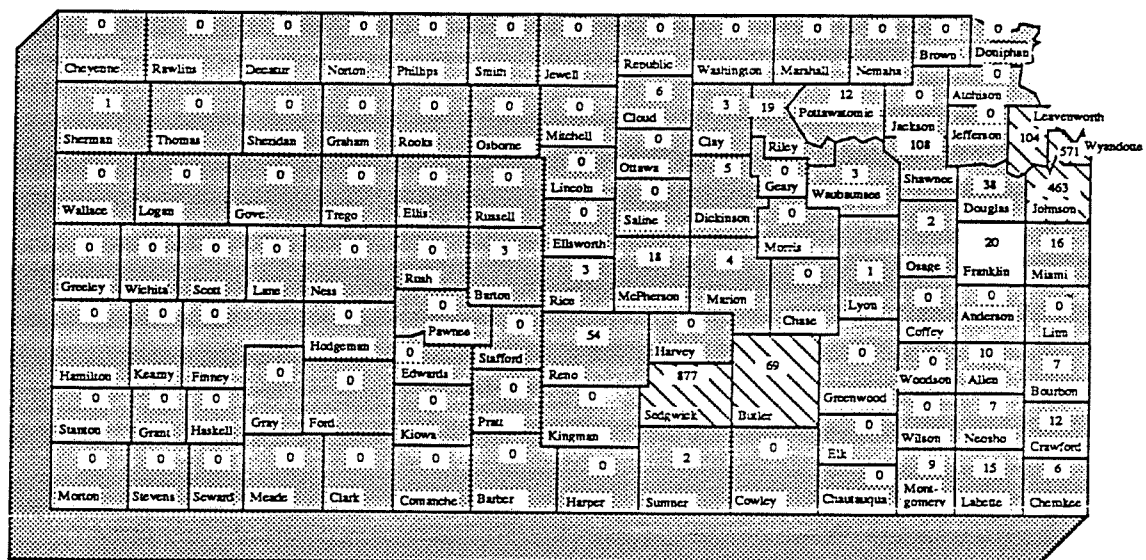 0 0 0 0 0 0 0 0 0 0 0 0 0
Cheyenne Rawlins Decatur Norton Phillips Smith Jewell Republic Washington Marshall Nemaha Brown Doniphan
1 0 0 0 0 0 0 6 3 19 12 0 0
Sherman Thomas Sheridan Graham Rooks Osborne Mitchell Cloud Clay Riley Pottawatomie Jackson Atchison
0 0 0 108 0 104 Leavenworth
Lincoln Ottawa Geary Shawnee Jefferson 571 Wyandotte
0 0 0 0 0 0 0 5 3 38 463
Wallace Logan Gove Trego Ellis Russell Saline Dickinson Waubaunsee Douglas Johnson
0 0 2
Ellsworth Morris Osage
0 0 0 0 0 0 3 3 18 4 0 1 20 16
Greeley Wichita Scott Lane Ness Rush Barton Rice McPherson Marion Chase Lyon Franklin Miami
0 0 0 0 0 0 54 0 0 0 0
Hamilton Kearny Finney Hodgeman Pawnee Stafford Reno Harvey Coffey Anderson Linn
0 0 0 877 69 0 0 10 7
Gray Ford Edwards Sedgwick Butler Greenwood Woodson Allen Bourbon
0 0 0 0 0 0 0 0 7 12
Stanton Grant Haskell Kiowa Pratt Kingman Elk Wilson Neosho Crawford
0 0 0 0 0 0 0 0 2 0 0 9 15 6
Morton Stevens Seward Meade Clark Comanche Barber Harper Sumner Cowley Chautauqua Mont-
gomery Labette Cherokee